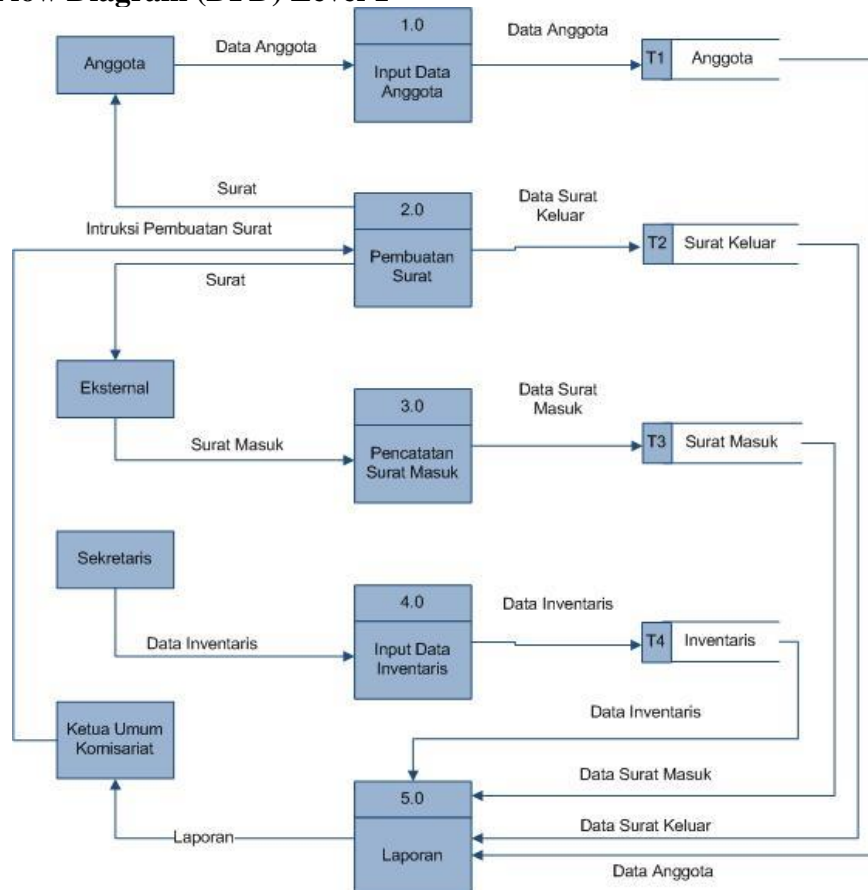 Flow Diagram (DFD) Level 1
1.0
Data Anggota
Data Anggota
Anggota
Input Data
Anggota
T1
Anggota
Surat
2.0
Data Surat
Keluar
Intruksi Pembuatan Surat
Pembuatan
Surat
T2
Surat Keluar
Surat
Eksternal
3.0
Data Surat
Masuk
Surat Masuk
Pencatatan
Surat Masuk
T3
Surat Masuk
Sekretaris
4.0
Data Inventaris
Data Inventaris
Input Data
Inventaris
T4
Inventaris
Data Inventaris
Ketua Umum
Komisariat
5.0
Data Surat Masuk
Laporan
Laporan
Data Surat Keluar
Data Anggota